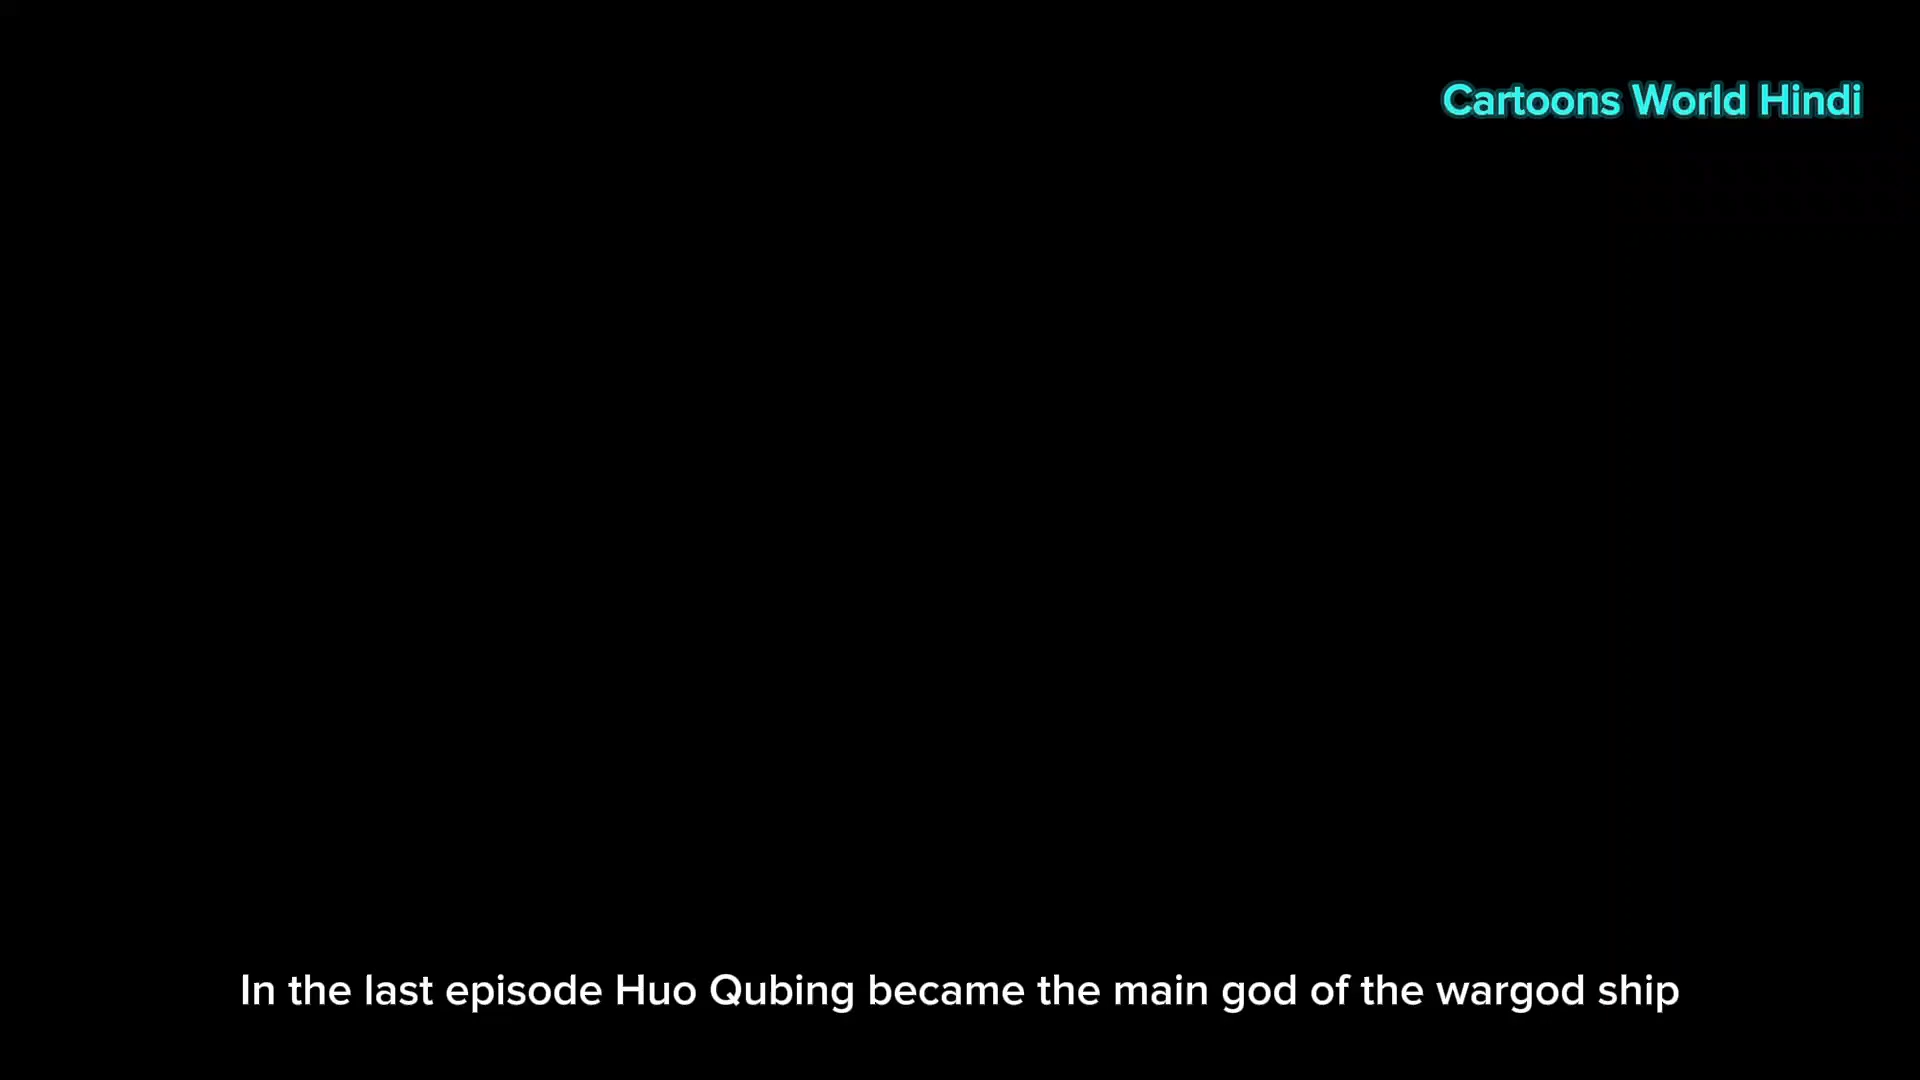 Cartoons World Hindi
In the last episode Huo Qubing became the main god of the wargod ship